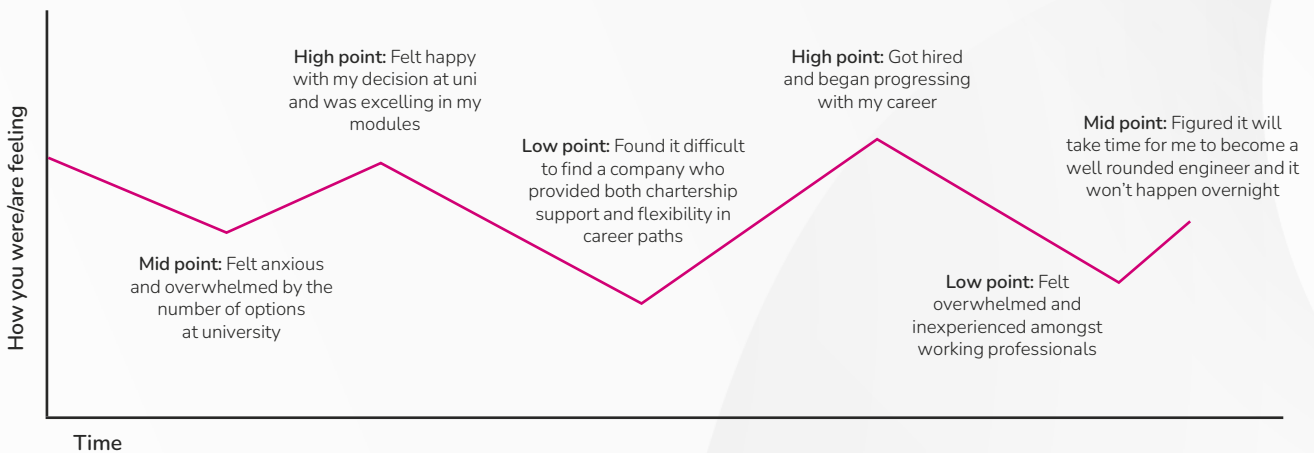 How you were/are feeling
High point: Felt happy
with my decision at uni
and was excelling in my
modules
Mid point: Felt anxious
and overwhelmed by the
number of options
at university
Low point: Found it difficult
to find a company who
provided both chartership
support and flexibility in
career paths
High point: Got hired
and began progressing
with my career
Low point: Felt
overwhelmed and
inexperienced amongst
working professionals
Mid point: Figured it will
take time for me to become a
well rounded engineer and it
won’t happen overnight
Time